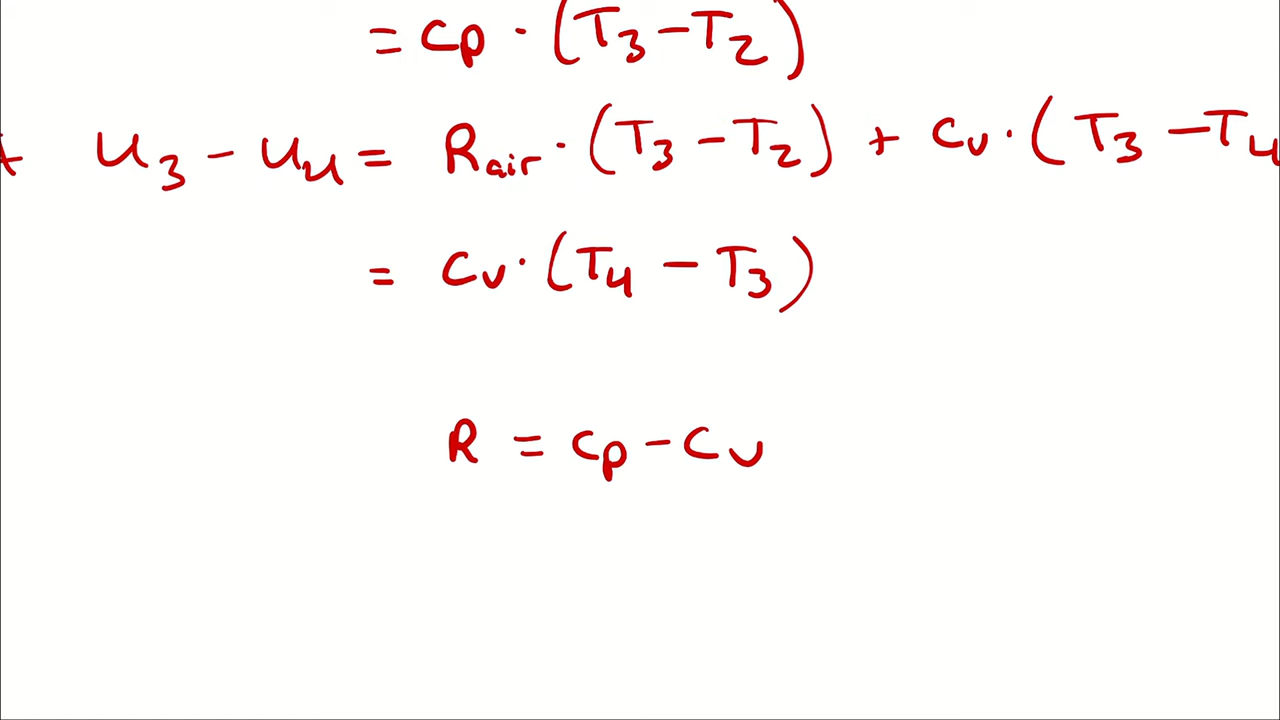 = Cp · (T3 – T2)
+ u3 – u4 = Rair · (T3 – T2) + Cv · (T3 – T4
= Cv · (T4 – T3)
R = Cp – Cv